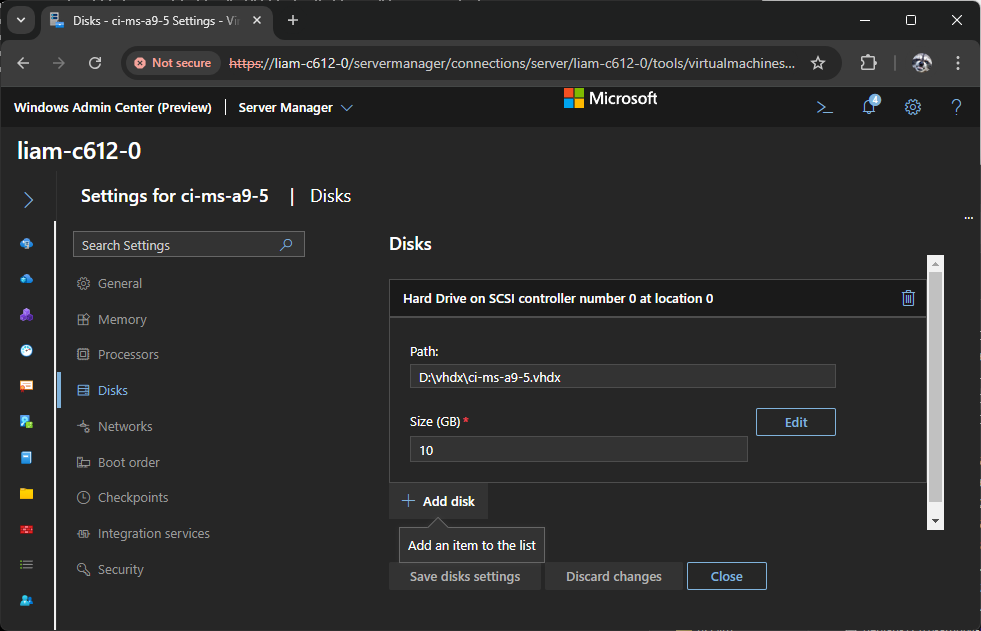 Disks - ci-ms-a9-5 Settings - Vi
Not secure
https://liam-c612-0/servermanager/connections/server/liam-c612-0/tools/virtualmachines...
Windows Admin Center (Preview)
Server Manager
Microsoft
4
liam-c612-0
Settings for ci-ms-a9-5 | Disks
...
Search Settings
General
Memory
Processors
Disks
Networks
Boot order
Checkpoints
Integration services
Security
Disks
Hard Drive on SCSI controller number 0 at location 0
Path:
D:\vhdx\ci-ms-a9-5.vhdx
Size (GB)*
Edit
10
Add disk
Add an item to the list
Save disks settings
Discard changes
Close